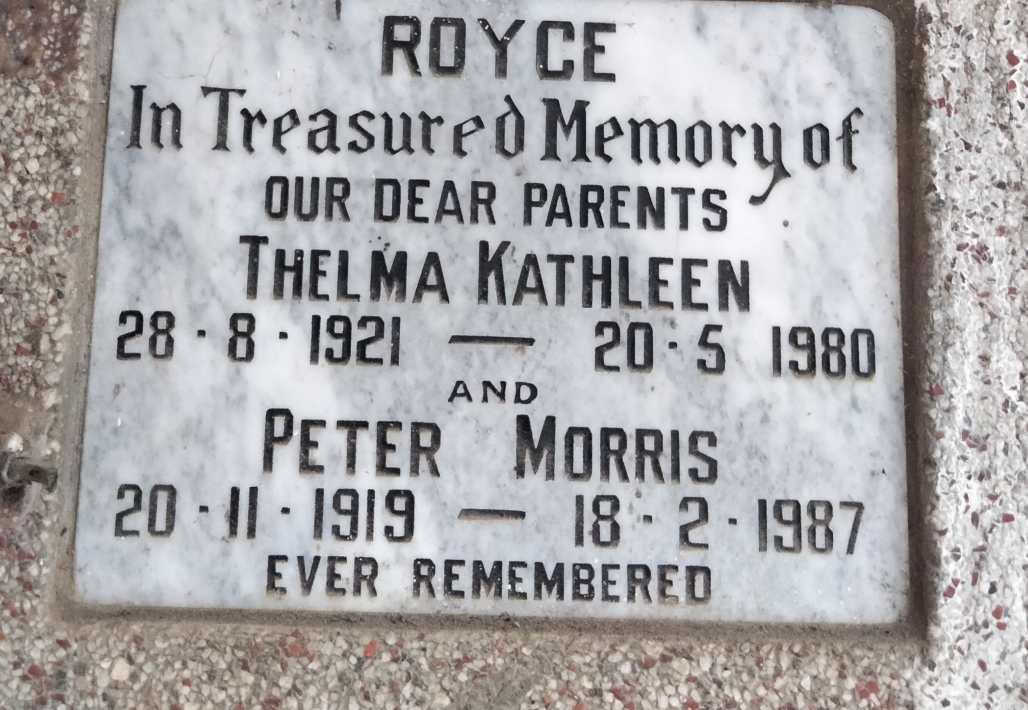 ROYCE
In Treasured Memory of
OUR DEAR PARENTS
THELMA KATHLEEN
28 · 8 · 1921 — 20 · 5 1980
AND
PETER MORRIS
20 · 11 · 1919 — 18 · 2 · 1987
EVER REMEMBERED